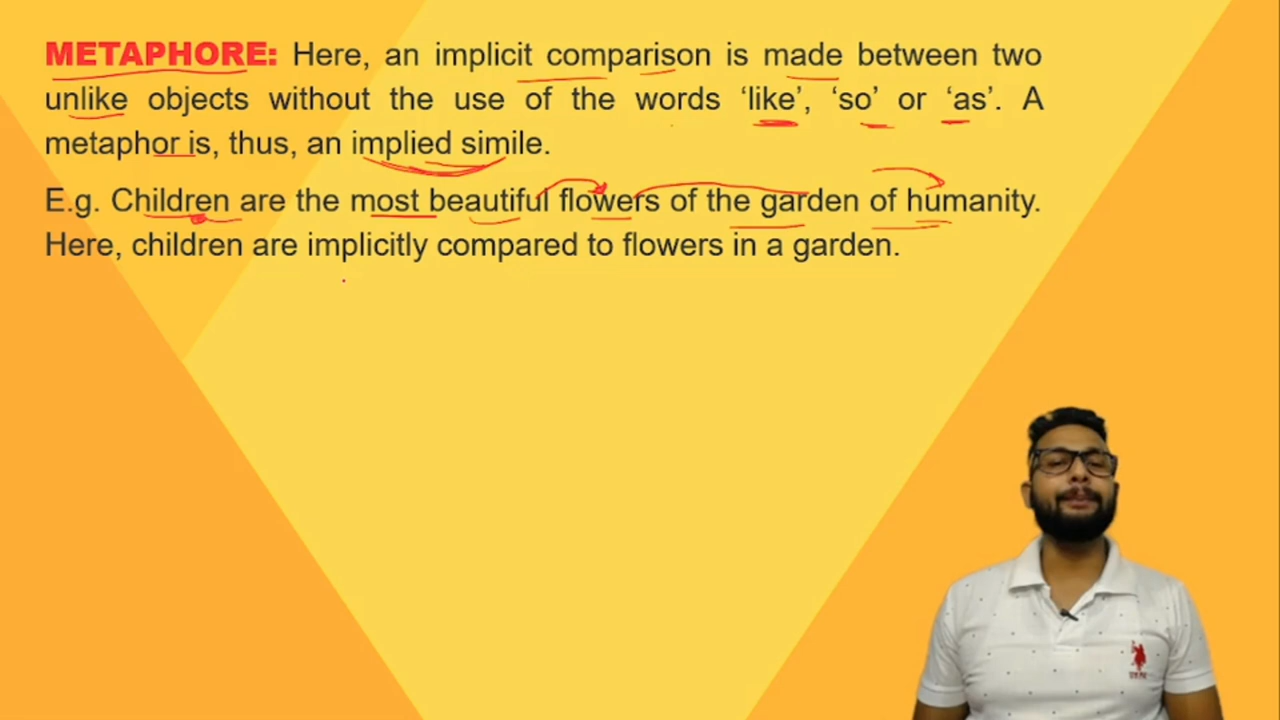 METAPHORE: Here, an implicit comparison is made between two
unlike objects without the use of the words ‘like’, ‘so’ or ‘as’. A
metaphor is, thus, an implied simile.
E.g. Children are the most beautiful flowers of the garden of humanity.
Here, children are implicitly compared to flowers in a garden.